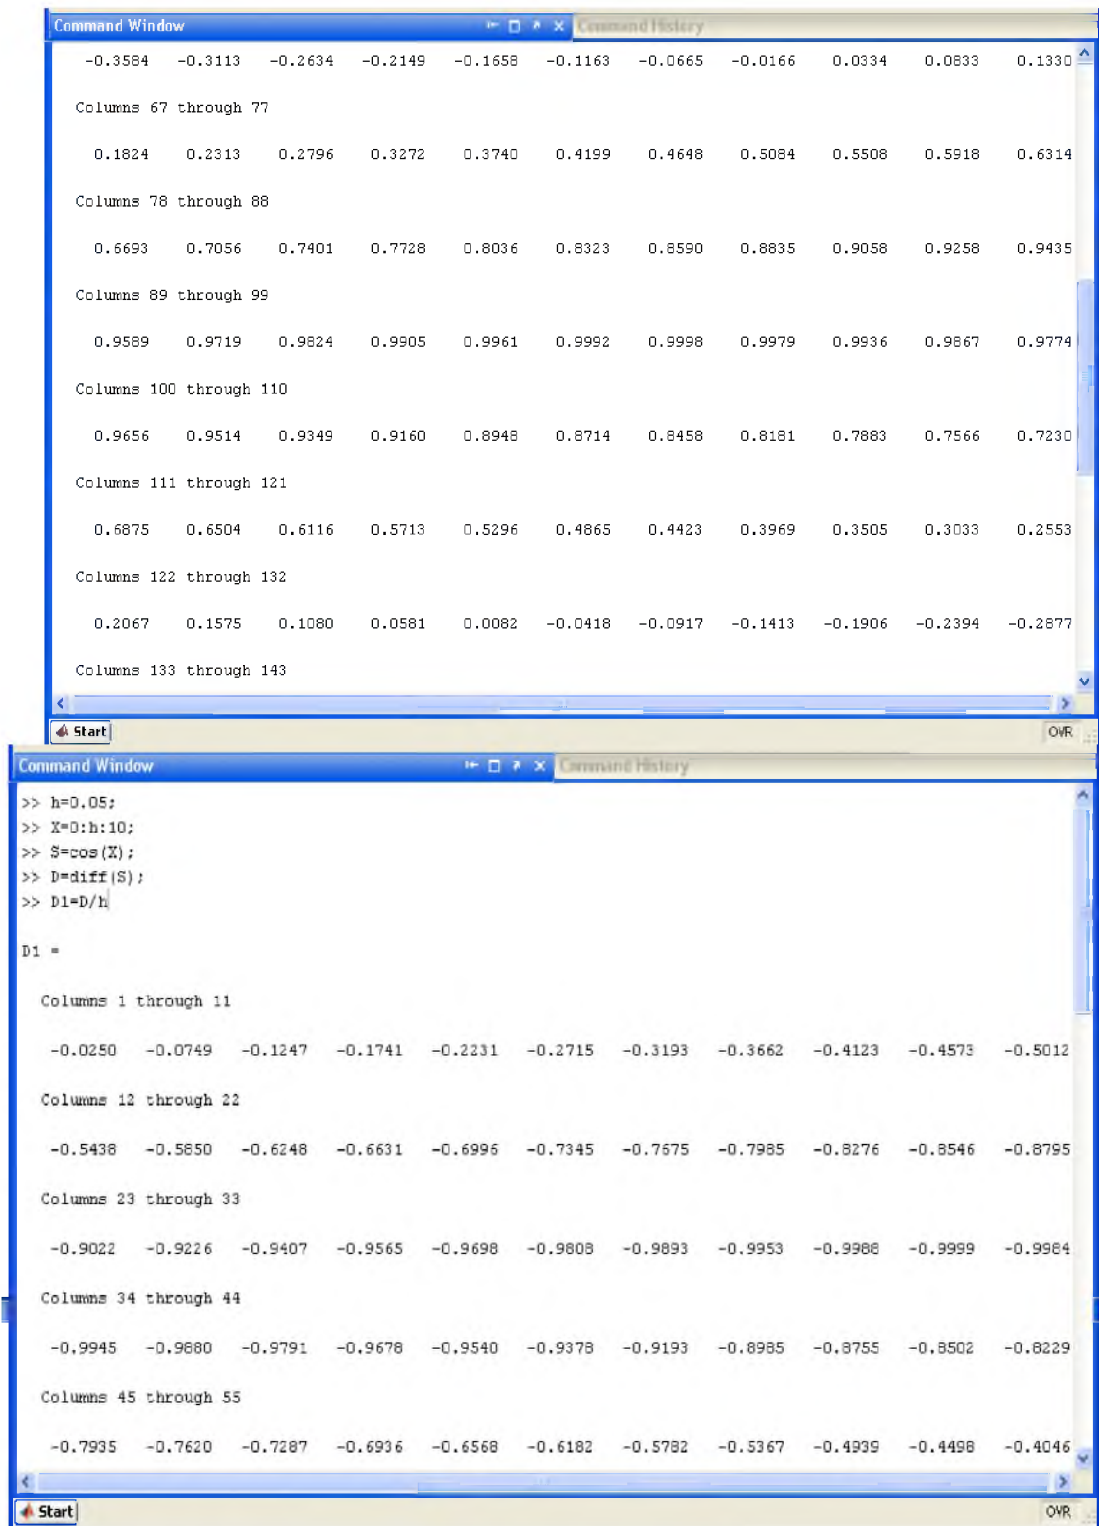 Command Window Command History
-0.3584 -0.3113 -0.2634 -0.2149 -0.1658 -0.1163 -0.0665 -0.0166 0.0334 0.0833 0.1330
Columns 67 through 77
0.1824 0.2313 0.2796 0.3272 0.3740 0.4199 0.4648 0.5084 0.5508 0.5918 0.6314
Columns 78 through 88
0.6693 0.7056 0.7401 0.7728 0.8036 0.8323 0.8590 0.8835 0.9058 0.9258 0.9435
Columns 89 through 99
0.9589 0.9719 0.9824 0.9905 0.9961 0.9992 0.9998 0.9979 0.9936 0.9867 0.9774
Columns 100 through 110
0.9656 0.9514 0.9349 0.9160 0.8948 0.8714 0.8458 0.8181 0.7883 0.7566 0.7230
Columns 111 through 121
0.6875 0.6504 0.6116 0.5713 0.5296 0.4865 0.4423 0.3969 0.3505 0.3033 0.2553
Columns 122 through 132
0.2067 0.1575 0.1080 0.0581 0.0082 -0.0418 -0.0917 -0.1413 -0.1906 -0.2394 -0.2877
Columns 133 through 143
Start OVR
Command Window Command History
>> h=0.05;
>> X=0:h:10;
>> S=cos(X);
>> D=diff(S);
>> D1=D/h
D1 =
Columns 1 through 11
-0.0250 -0.0749 -0.1247 -0.1741 -0.2231 -0.2715 -0.3193 -0.3662 -0.4123 -0.4573 -0.5012
Columns 12 through 22
-0.5438 -0.5850 -0.6248 -0.6631 -0.6996 -0.7345 -0.7675 -0.7985 -0.8276 -0.8546 -0.8795
Columns 23 through 33
-0.9022 -0.9226 -0.9407 -0.9565 -0.9698 -0.9808 -0.9893 -0.9953 -0.9988 -0.9999 -0.9984
Columns 34 through 44
-0.9945 -0.9880 -0.9791 -0.9678 -0.9540 -0.9378 -0.9193 -0.8985 -0.8755 -0.8502 -0.8229
Columns 45 through 55
-0.7935 -0.7620 -0.7287 -0.6936 -0.6568 -0.6182 -0.5782 -0.5367 -0.4939 -0.4498 -0.4046
Start OVR